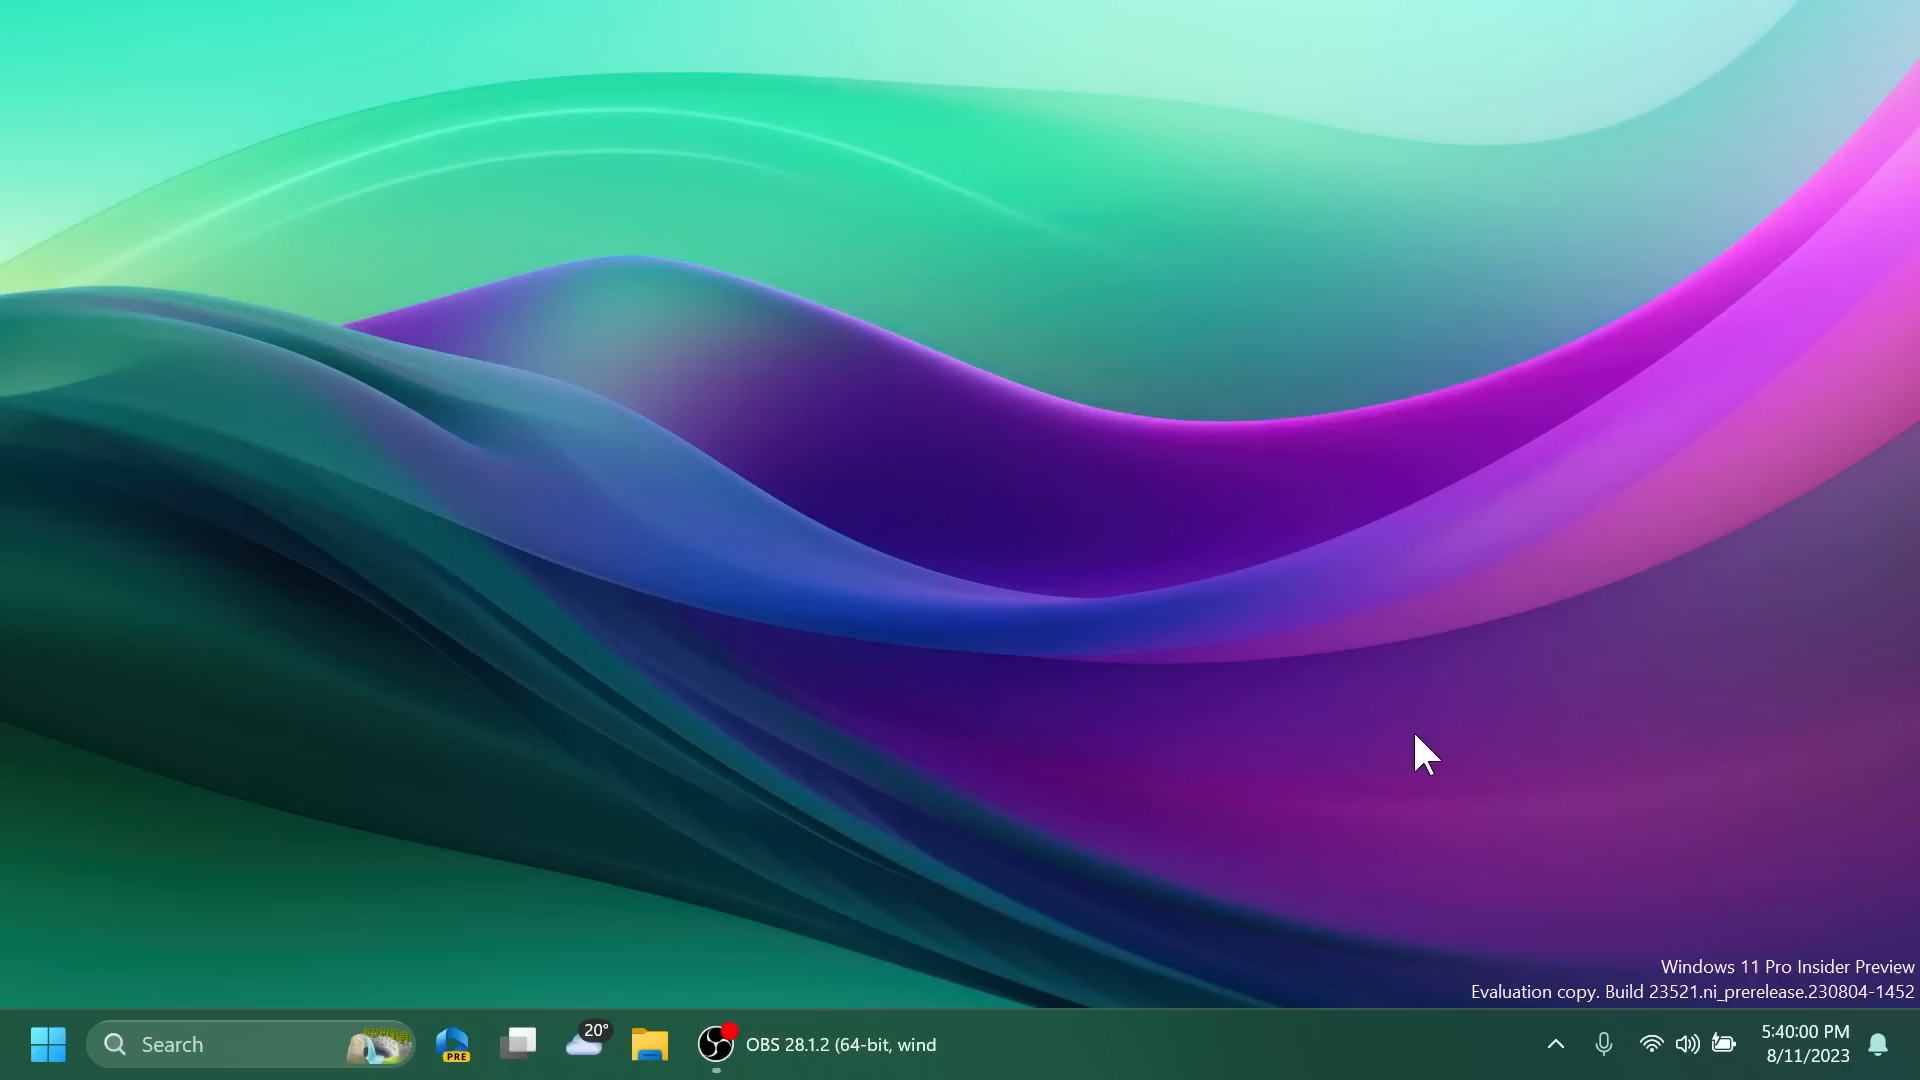 Windows 11 Pro Insider Preview
Evaluation copy. Build 23521.ni_prerelease.230804-1452
Search
PRE
20°
OBS 28.1.2 (64-bit, wind
5:40:00 PM
8/11/2023